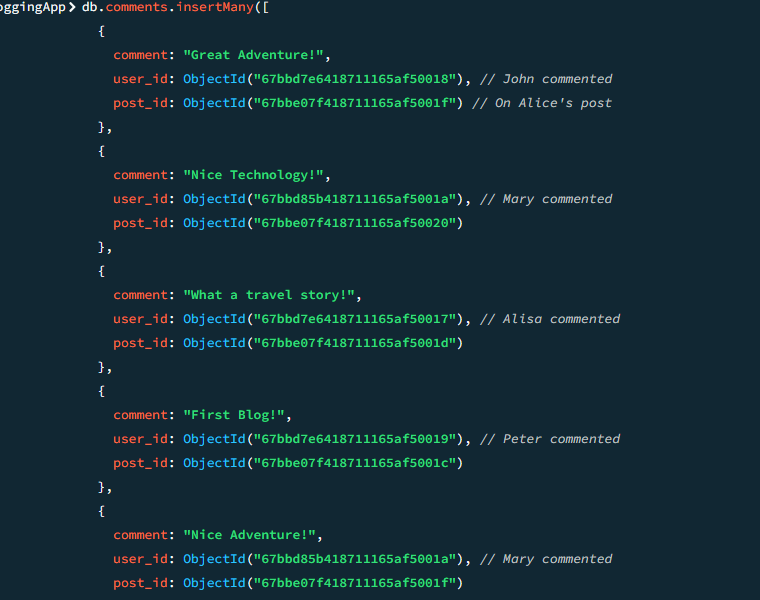 oggingApp> db.comments.insertMany([
{
comment: "Great Adventure!",
user_id: ObjectId("67bbd7e6418711165af50018"), // John commented
post_id: ObjectId("67bbe07f418711165af5001f") // On Alice's post
},
{
comment: "Nice Technology!",
user_id: ObjectId("67bbd85b418711165af5001a"), // Mary commented
post_id: ObjectId("67bbe07f418711165af50020")
},
{
comment: "What a travel story!",
user_id: ObjectId("67bbd7e6418711165af50017"), // Alisa commented
post_id: ObjectId("67bbe07f418711165af5001d")
},
{
comment: "First Blog!",
user_id: ObjectId("67bbd7e6418711165af50019"), // Peter commented
post_id: ObjectId("67bbe07f418711165af5001c")
},
{
comment: "Nice Adventure!",
user_id: ObjectId("67bbd85b418711165af5001a"), // Mary commented
post_id: ObjectId("67bbe07f418711165af5001f")